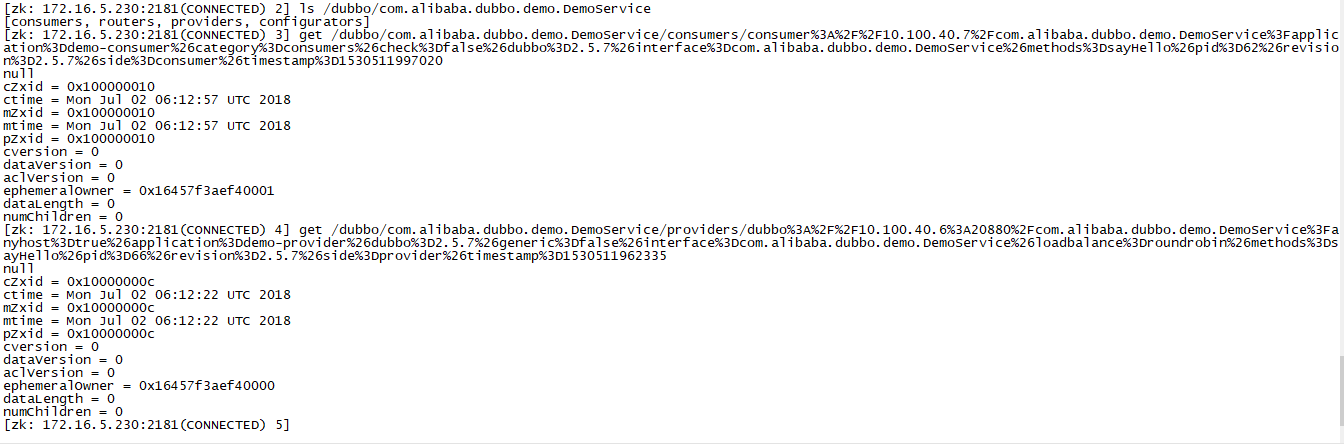 [zk: 172.16.5.230:2181(CONNECTED) 2] ls /dubbo/com.alibaba.dubbo.demo.DemoService
[consumers, routers, providers, configurators]
[zk: 172.16.5.230:2181(CONNECTED) 3] get /dubbo/com.alibaba.dubbo.demo.DemoService/consumers/consumer%3A%2F%2F10.100.40.7%2Fcom.alibaba.dubbo.demo.DemoService%3Fapplic
ation%3Ddemo-consumer%26category%3Dconsumers%26check%3Dfalse%26dubbo%3D2.5.7%26interface%3Dcom.alibaba.dubbo.demo.DemoService%26methods%3DsayHello%26pid%3D62%26revisio
n%3D2.5.7%26side%3Dconsumer%26timestamp%3D1530511997020
null
cZxid = 0x100000010
ctime = Mon Jul 02 06:12:57 UTC 2018
mZxid = 0x100000010
mtime = Mon Jul 02 06:12:57 UTC 2018
pZxid = 0x100000010
cversion = 0
dataVersion = 0
aclVersion = 0
ephemeralOwner = 0x16457f3aef40001
dataLength = 0
numChildren = 0
[zk: 172.16.5.230:2181(CONNECTED) 4] get /dubbo/com.alibaba.dubbo.demo.DemoService/providers/dubbo%3A%2F%2F10.100.40.6%3A20880%2Fcom.alibaba.dubbo.demo.DemoService%3Fa
nyhost%3Dtrue%26application%3Ddemo-provider%26dubbo%3D2.5.7%26generic%3Dfalse%26interface%3Dcom.alibaba.dubbo.demo.DemoService%26loadbalance%3Droundrobin%26methods%3Ds
ayHello%26pid%3D66%26revision%3D2.5.7%26side%3Dprovider%26timestamp%3D1530511962335
null
cZxid = 0x10000000c
ctime = Mon Jul 02 06:12:22 UTC 2018
mZxid = 0x10000000c
mtime = Mon Jul 02 06:12:22 UTC 2018
pZxid = 0x10000000c
cversion = 0
dataVersion = 0
aclVersion = 0
ephemeralOwner = 0x16457f3aef40000
dataLength = 0
numChildren = 0
[zk: 172.16.5.230:2181(CONNECTED) 5]